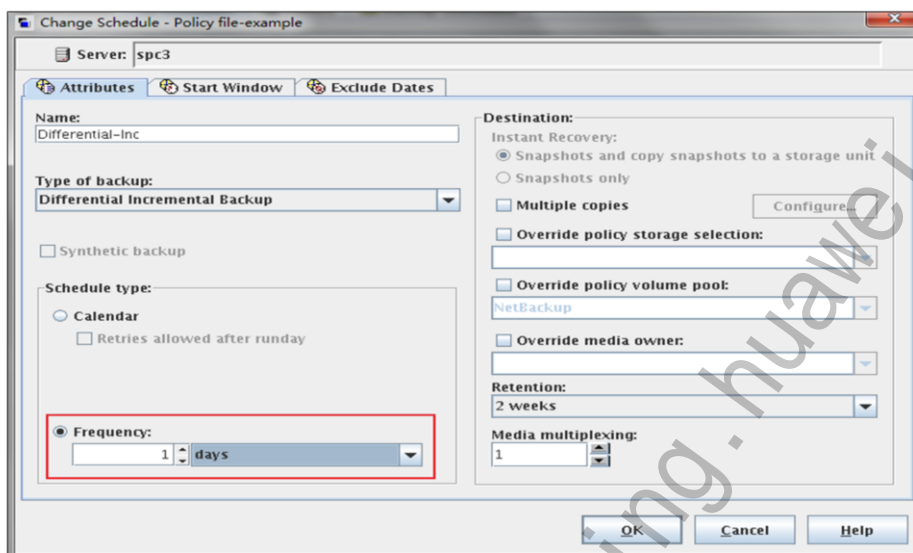 Change Schedule - Policy file-example
Server: spc3
Attributes
Start Window
Exclude Dates
Name:
Differential-Inc
Type of backup:
Differential Incremental Backup
Synthetic backup
Schedule type:
Calendar
Retries allowed after runday
Frequency:
1 days
Destination:
Instant Recovery:
Snapshots and copy snapshots to a storage unit
Snapshots only
Multiple copies
Configure...
Override policy storage selection:
Override policy volume pool:
NetBackup
Override media owner:
Retention:
2 weeks
Media multiplexing:
1
OK
Cancel
Help
ing.huawei